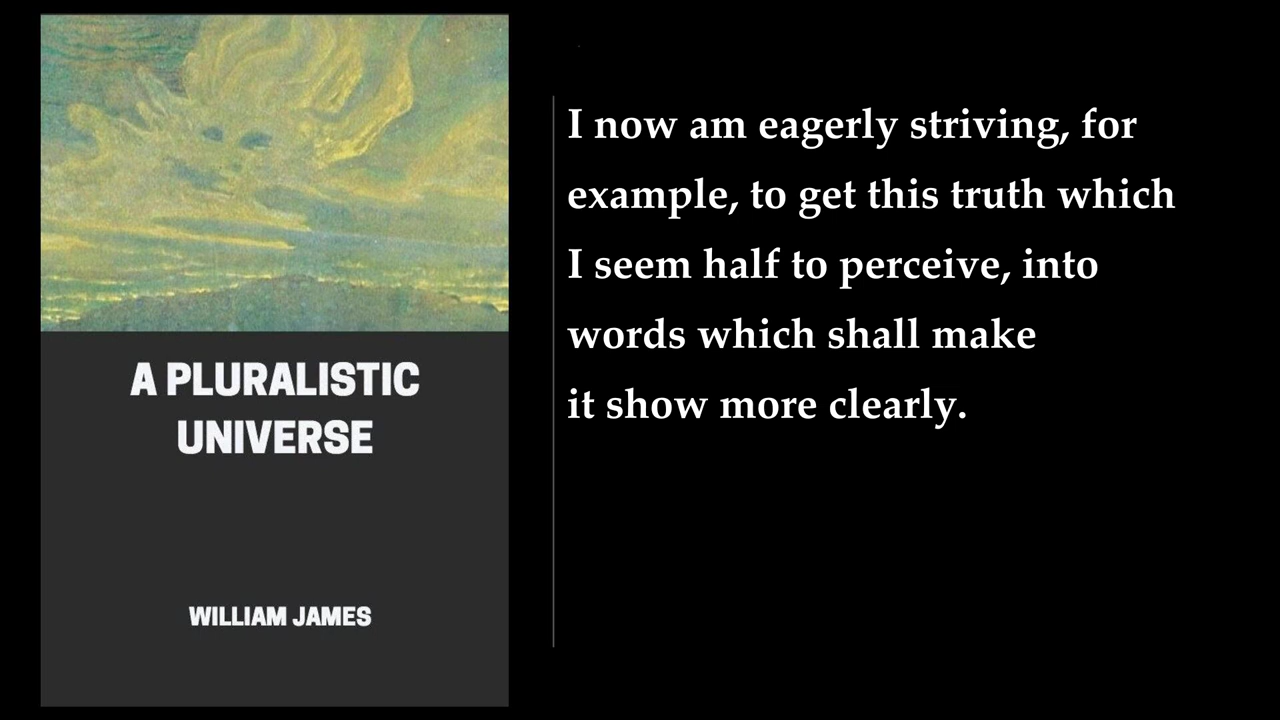 A PLURALISTIC
UNIVERSE
WILLIAM JAMES
I now am eagerly striving, for
example, to get this truth which
I seem half to perceive, into
words which shall make
it show more clearly.